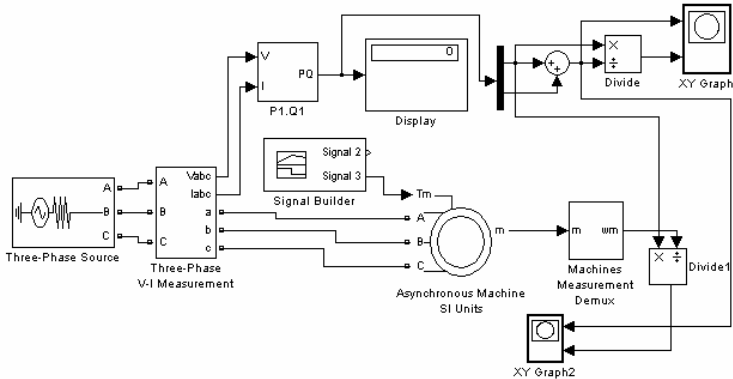 V
I
PQ
P1.Q1
0
Display
×
÷
Divide
XY Graph
Signal 2
Signal 3
Signal Builder
A
B
C
Three-Phase Source
A
B
C
Vabc
Iabc
a
b
c
Three-Phase
V-I Measurement
Tm
A
B
C
m
Asynchronous Machine
SI Units
m
wm
Machines
Measurement
Demux
×
÷
Divide1
XY Graph2